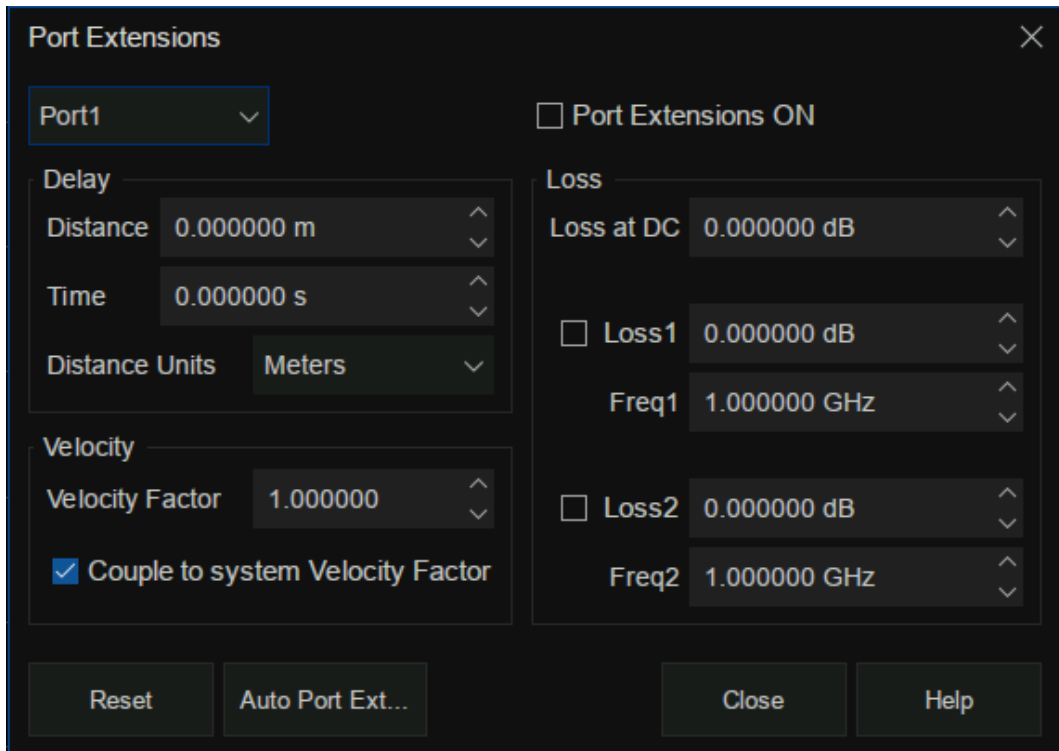 Port Extensions
Port1
Port Extensions ON
Delay
Distance 0.000000 m
Time 0.000000 s
Distance Units Meters
Velocity
Velocity Factor 1.000000
Couple to system Velocity Factor
Loss
Loss at DC 0.000000 dB
Loss1 0.000000 dB
Freq1 1.000000 GHz
Loss2 0.000000 dB
Freq2 1.000000 GHz
Reset Auto Port Ext... Close Help